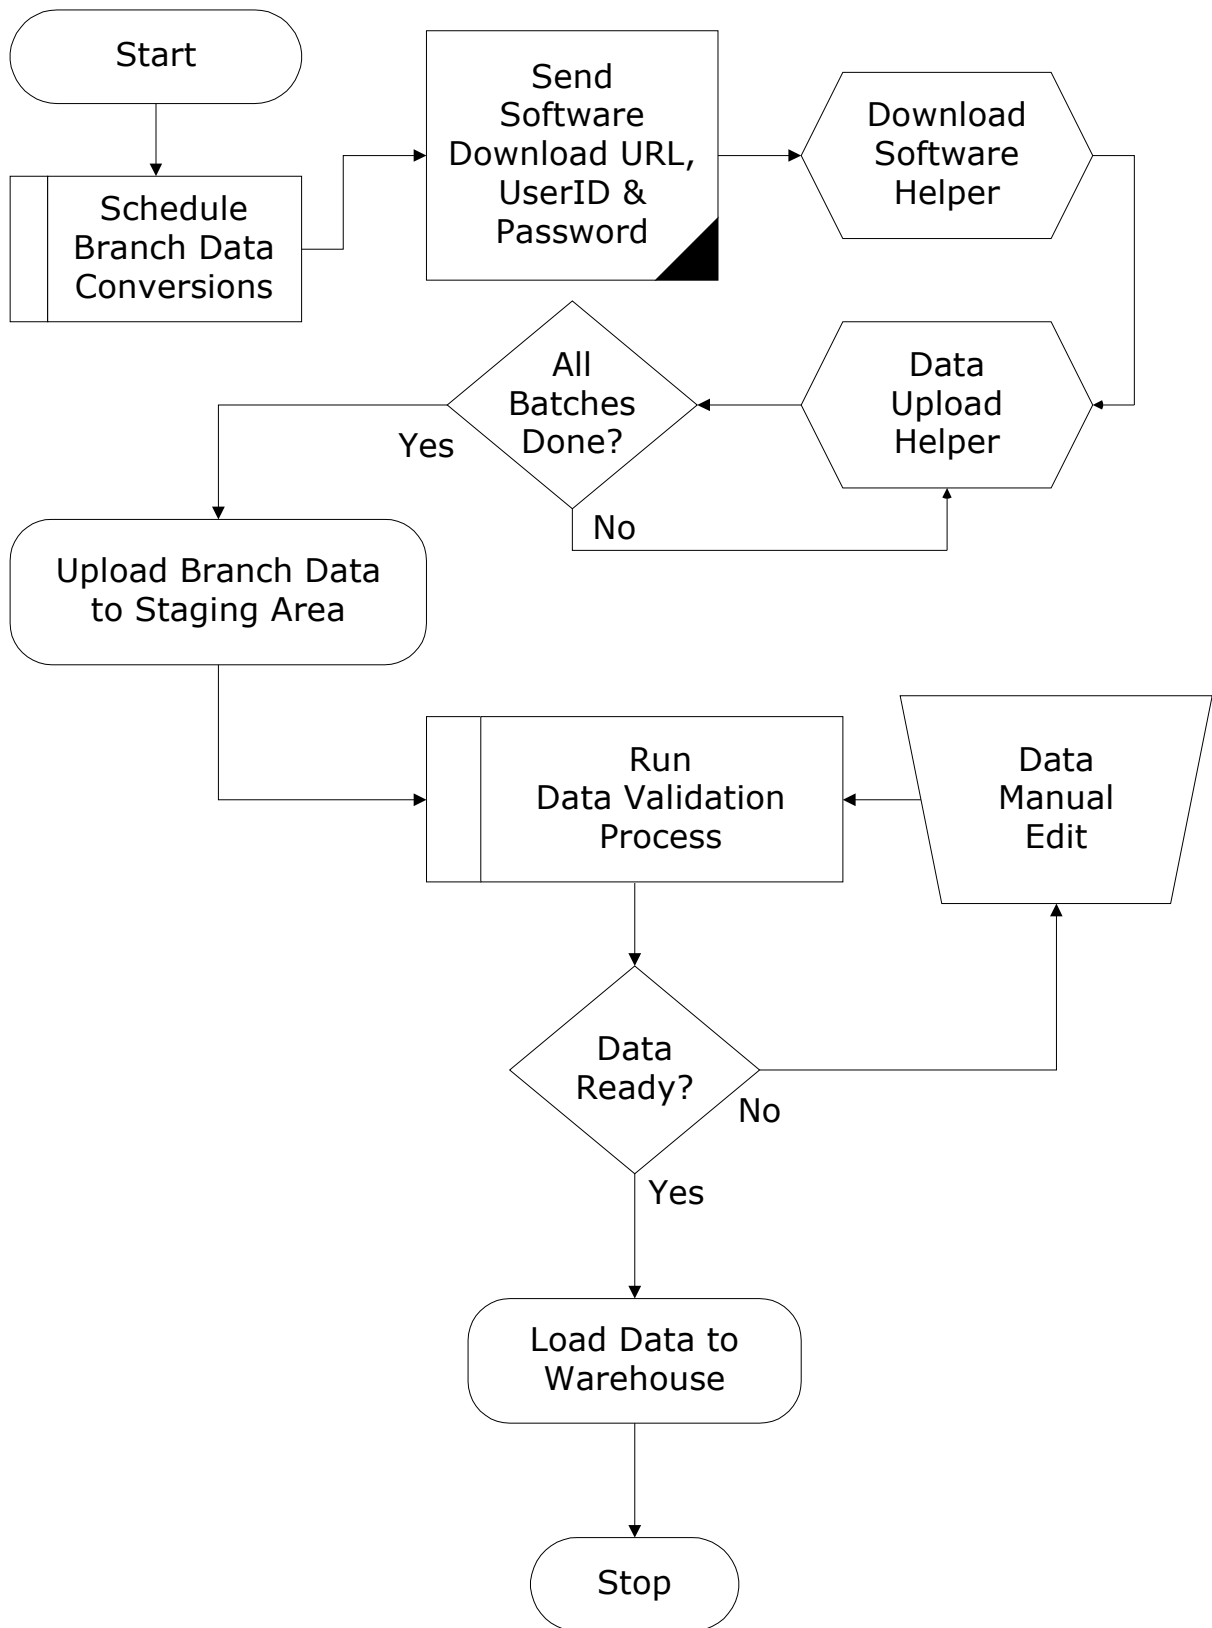 Start
Schedule
Branch Data
Conversions
Send
Software
Download URL,
UserID &
Password
Download
Software
Helper
Data
Upload
Helper
All
Batches
Done?
Yes
No
Upload Branch Data
to Staging Area
Run
Data Validation
Process
Data
Manual
Edit
Data
Ready?
No
Yes
Load Data to
Warehouse
Stop